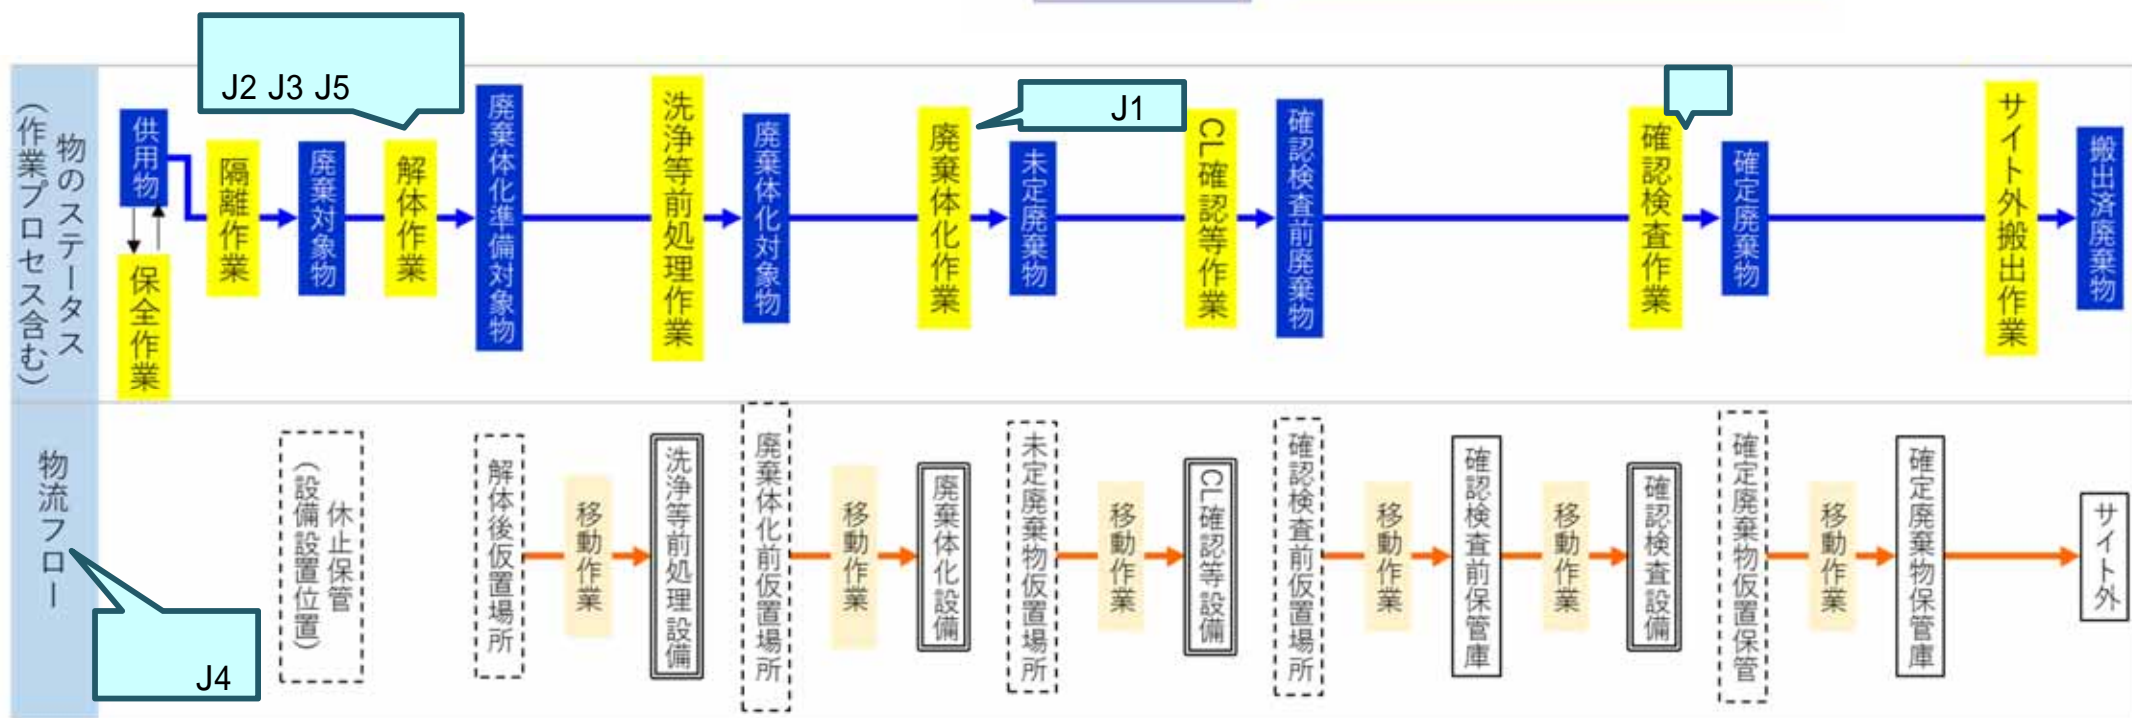 J2 J3 J5
J1
物のステータス
(作業プロセス含む)
供用物
保全作業
隔離作業
廃棄対象物
解体作業
廃棄体化準備対象物
洗浄等前処理作業
廃棄体化対象物
廃棄体化作業
未定廃棄物
CL確認等作業
確認検査前廃棄物
確認検査作業
確定廃棄物
サイト外搬出作業
搬出済廃棄物
物流フロー
J4
休止保管
(設備設置位置)
解体後仮置場所
移動作業
洗浄等前処理設備
廃棄体化前仮置場所
移動作業
廃棄体化設備
未定廃棄物仮置場所
移動作業
CL確認等設備
確認検査前仮置場所
移動作業
確認検査前保管庫
移動作業
確認検査設備
確定廃棄物仮置保管
移動作業
確定廃棄物保管庫
サイト外